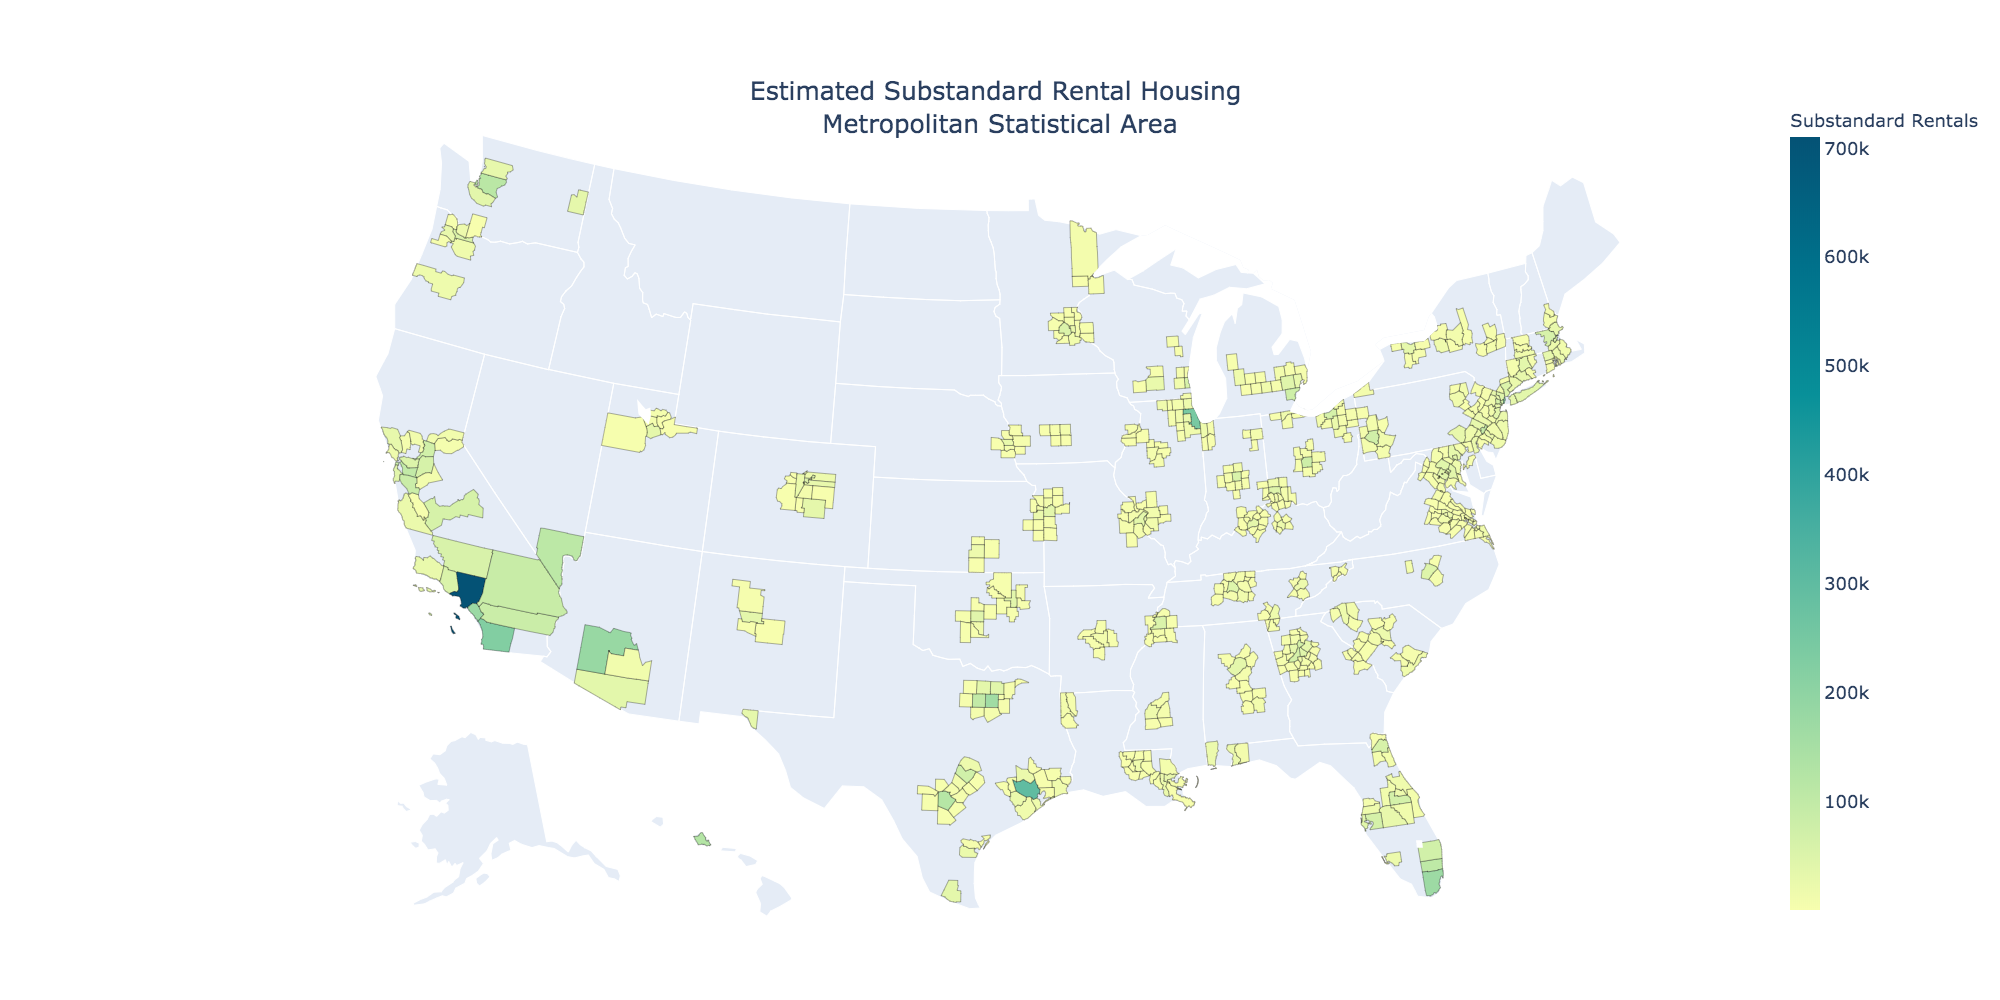 Estimated Substandard Rental Housing
Metropolitan Statistical Area
Substandard Rentals
700k
600k
500k
400k
300k
200k
100k